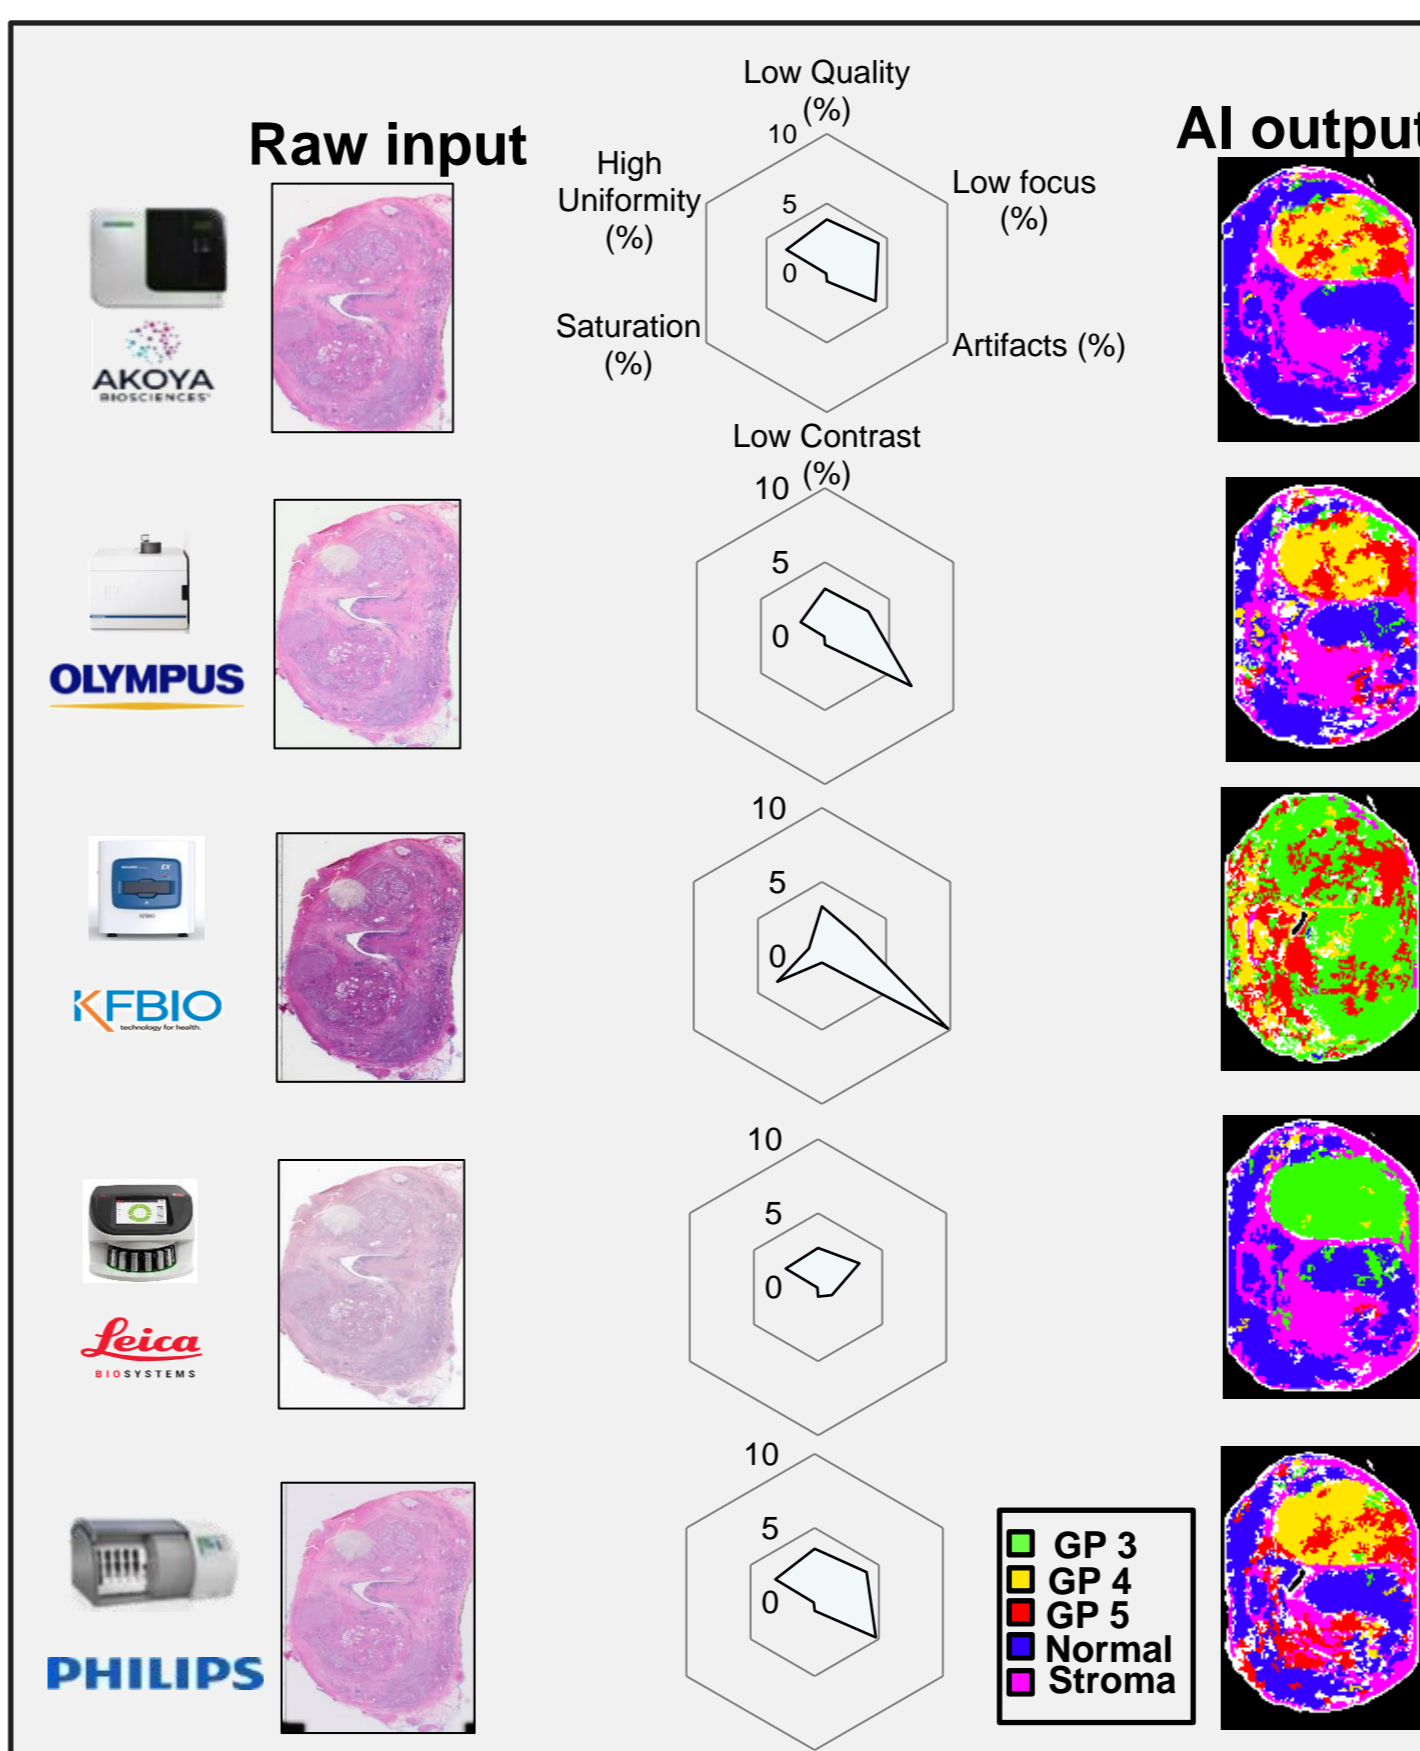 Raw input
AI output
Low Quality
(%)
High
Uniformity
(%)
Low focus
(%)
Saturation
(%)
Artifacts (%)
Low Contrast
(%)
10
5
0
AKOYA
BIOSCIENCES
10
5
0
OLYMPUS
10
5
0
EX
KFBIO
KFBIO
technology for health.
10
5
0
Leica
BIOSYSTEMS
10
5
0
PHILIPS
GP 3
GP 4
GP 5
Normal
Stroma